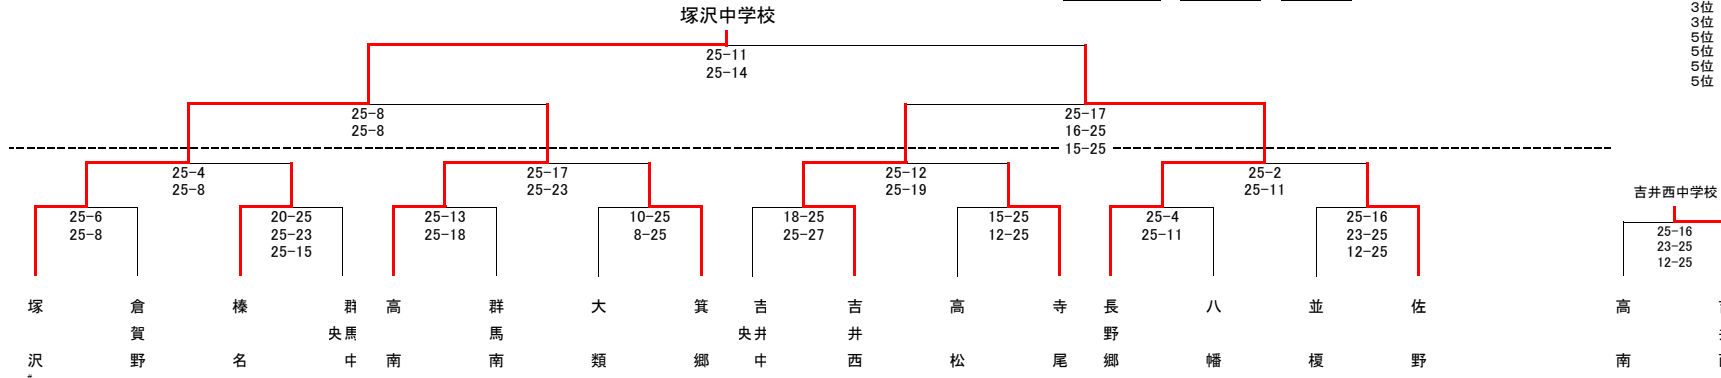 塚沢中学校
3位
3位
5位
5位
5位
5位
25-11
25-14
25-8
25-8
25-17
16-25
15-25
25-4
25-8
25-17
25-23
25-12
25-19
25-2
25-11
吉井西中学校
25-6
25-8
20-25
25-23
25-15
25-13
25-18
10-25
8-25
18-25
25-27
15-25
12-25
25-4
25-11
25-16
23-25
12-25
25-16
23-25
12-25
塚沢
倉賀野
榛名
群馬中央
高南
群馬南
大類
箕郷
吉井中央
吉井西
高松
寺尾
長野郷
八幡
並榎
佐野
高南